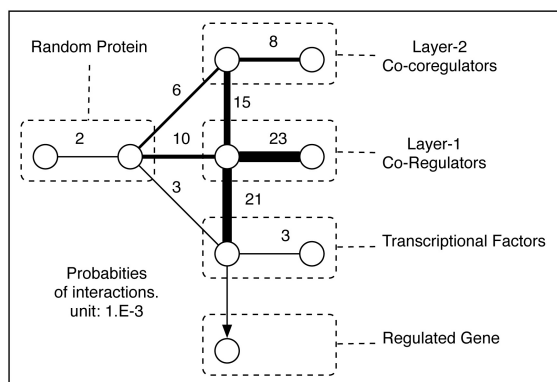 Random Protein
8
Layer-2
Co-coregulators
6
15
2
10
23
Layer-1
Co-Regulators
3
21
3
Transcriptional Factors
Probabities
of interactions.
unit: 1.E-3
Regulated Gene